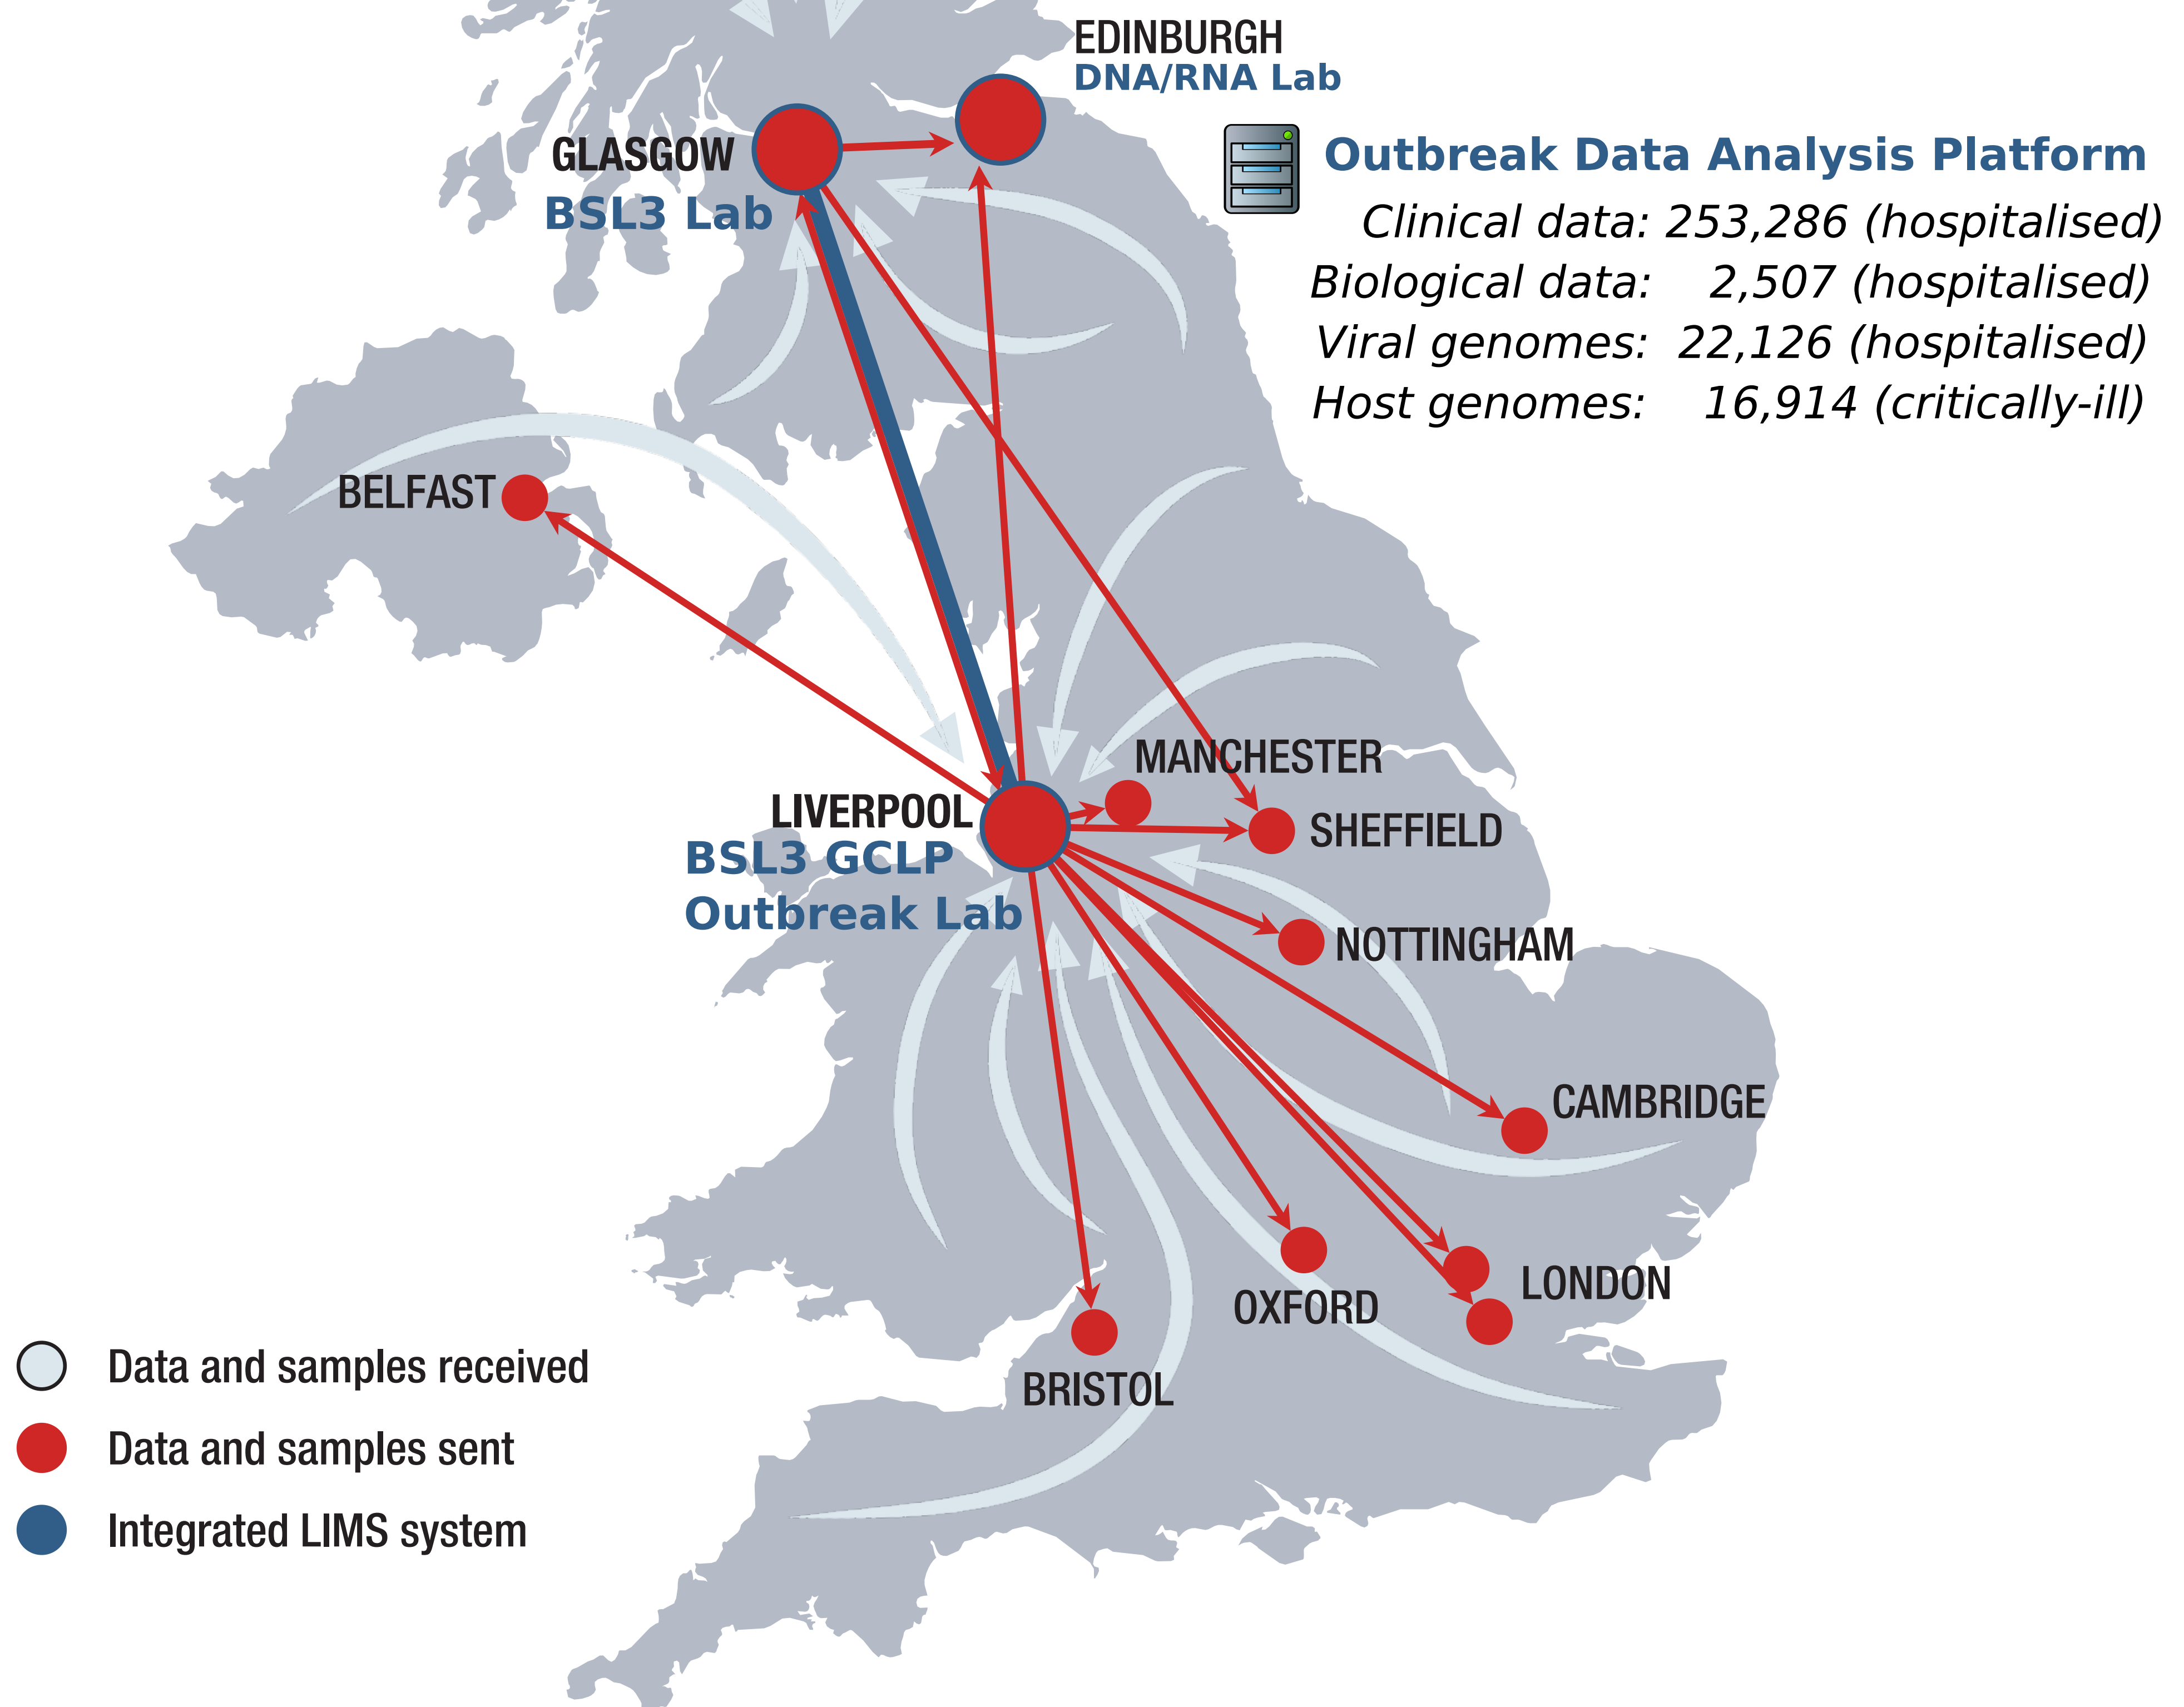 EDINBURGH
DNA/RNA Lab
GLASGOW
BSL3 Lab
Outbreak Data Analysis Platform
Clinical data: 253,286 (hospitalised)
Biological data: 2,507 (hospitalised)
Viral genomes: 22,126 (hospitalised)
Host genomes: 16,914 (critically-ill)
BELFAST
MANCHESTER
LIVERPOOL
BSL3 GCLP
Outbreak Lab
SHEFFIELD
NOTTINGHAM
CAMBRIDGE
LONDON
OXFORD
BRISTOL
Data and samples received
Data and samples sent
Integrated LIMS system